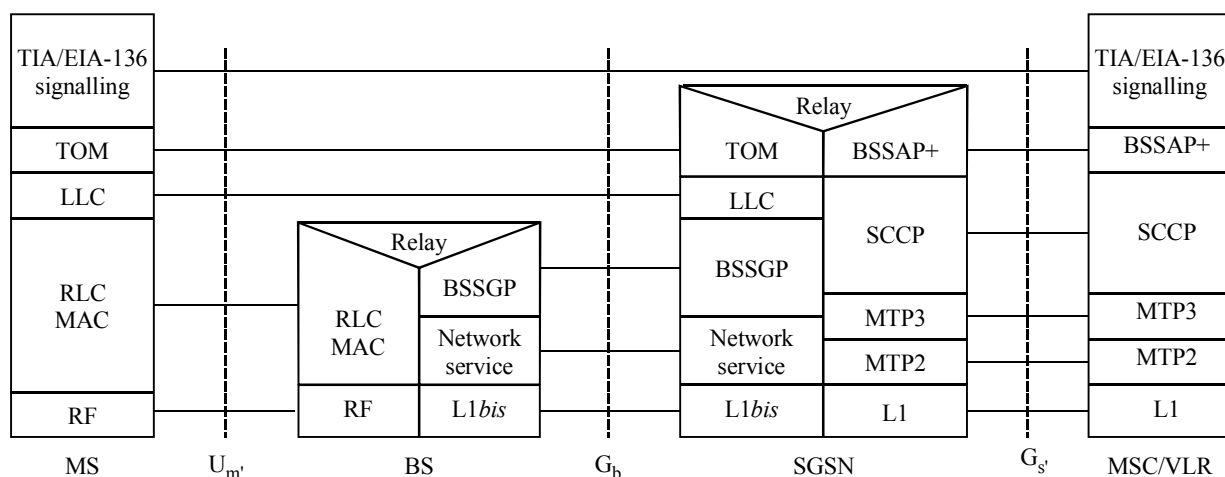 TIA/EIA-136
signalling
TIA/EIA-136
signalling
Relay
TOM
TOM
BSSAP+
BSSAP+
LLC
LLC
SCCP
SCCP
Relay
BSSGP
BSSGP
RLC
MAC
RLC
MAC
MTP3
MTP3
Network
service
Network
service
MTP2
MTP2
RF
RF
L1bis
L1bis
L1
L1
MS
Um'
BS
Gb
SGSN
Gs'
MSC/VLR